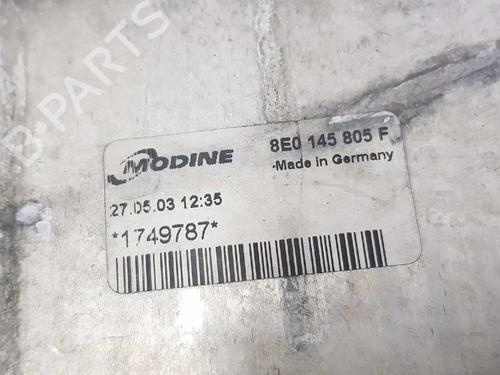 MODINE
8E0 145 805 F
-Made in Germany
27.05.03 12:35
*1749787*
B-PARTS